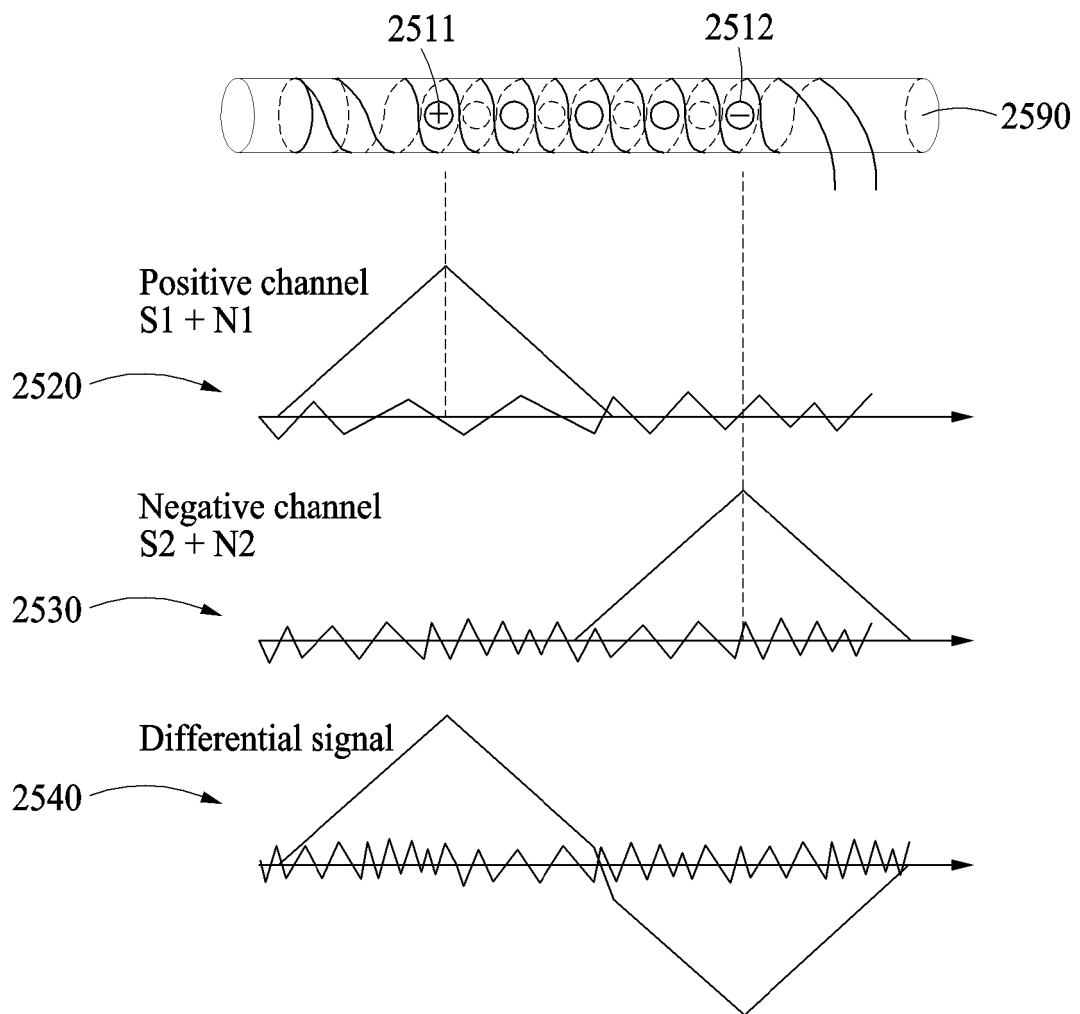 2511
2512
+
−
2590
Positive channel
S1 + N1
2520
Negative channel
S2 + N2
2530
Differential signal
2540